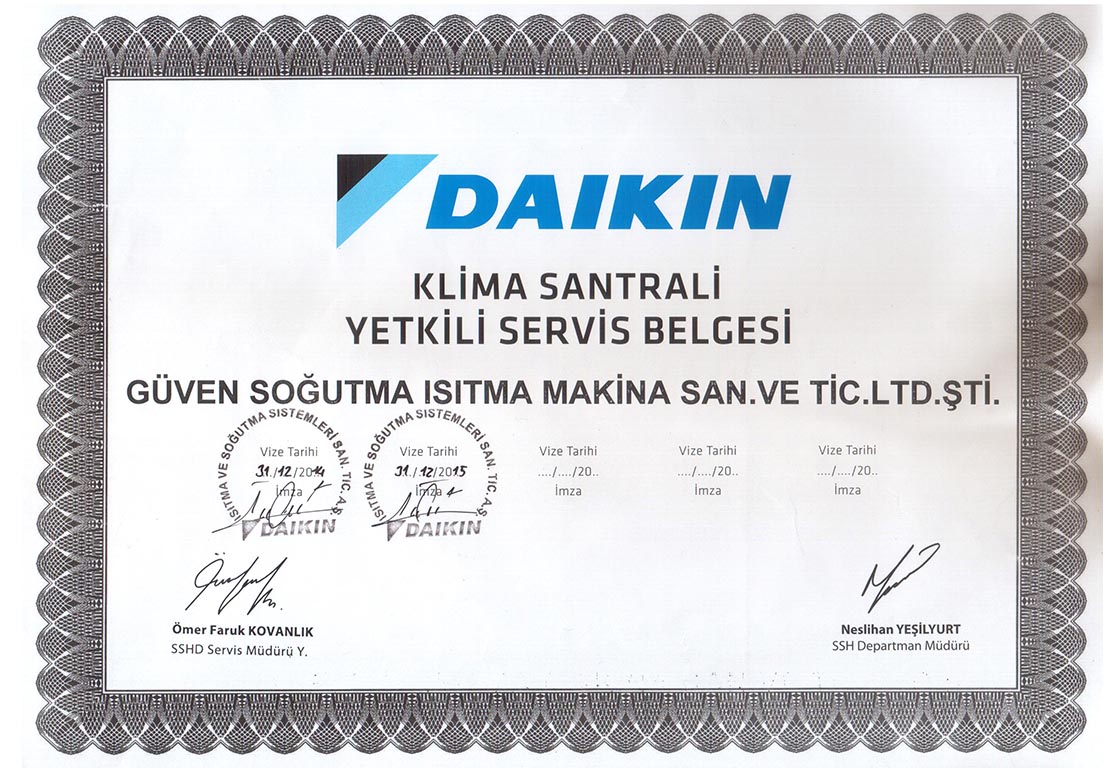 DAIKIN
KLİMA SANTRALİ
YETKİLİ SERVİS BELGESİ
GÜVEN SOĞUTMA ISITMA MAKİNA SAN.VE TİC.LTD.ŞTİ.
ISITMA VE SOĞUTMA SİSTEMLERİ SAN. TİC. A.Ş.
Vize Tarihi
31/12/2014
İmza
DAIKIN
ISITMA VE SOĞUTMA SİSTEMLERİ SAN. TİC. A.Ş.
Vize Tarihi
31/12/2015
İmza
DAIKIN
Vize Tarihi
..../..../20..
İmza
Vize Tarihi
..../..../20..
İmza
Vize Tarihi
..../..../20..
İmza
Ömer Faruk KOVANLIK
SSHD Servis Müdürü Y.
Neslihan YEŞİLYURT
SSH Departman Müdürü